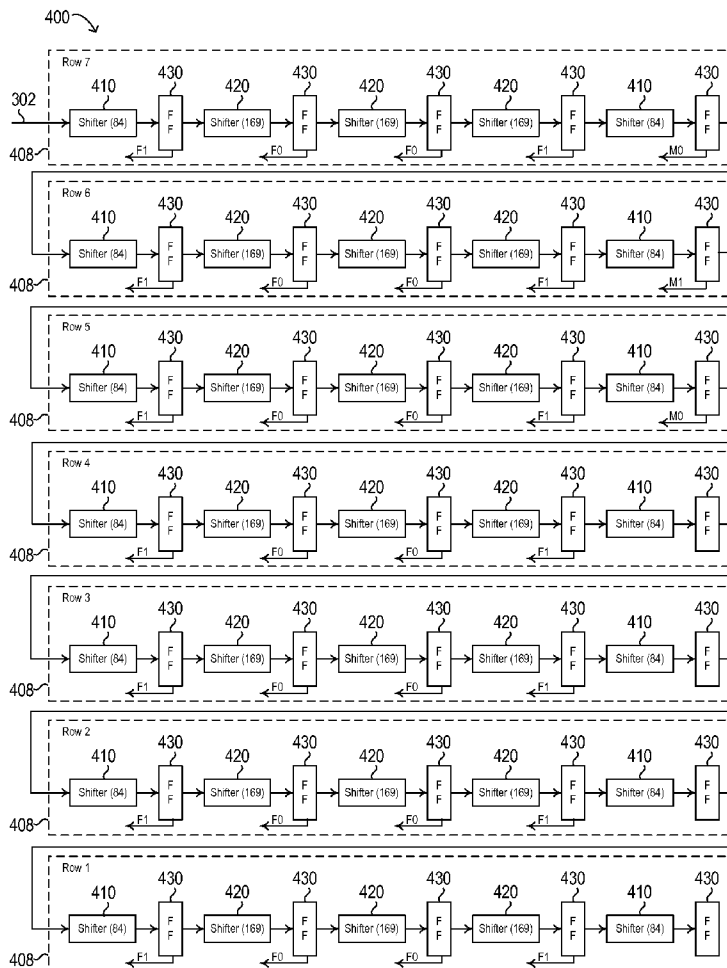 400
Row 7
410 430 420 430 420 430 420 430 410 430
302
Shifter (84) F F Shifter (169) F F Shifter (169) F F Shifter (169) F F Shifter (84) F F
408 F1 F0 F0 F1 M0
Row 6
410 430 420 430 420 430 420 430 410 430
Shifter (84) F F Shifter (169) F F Shifter (169) F F Shifter (169) F F Shifter (84) F F
408 F1 F0 F0 F1 M1
Row 5
410 430 420 430 420 430 420 430 410 430
Shifter (84) F F Shifter (169) F F Shifter (169) F F Shifter (169) F F Shifter (84) F F
408 F1 F0 F0 F1 M0
Row 4
410 430 420 430 420 430 420 430 410 430
Shifter (84) F F Shifter (169) F F Shifter (169) F F Shifter (169) F F Shifter (84) F F
408 F1 F0 F0 F1
Row 3
410 430 420 430 420 430 420 430 410 430
Shifter (84) F F Shifter (169) F F Shifter (169) F F Shifter (169) F F Shifter (84) F F
408 F1 F0 F0 F1
Row 2
410 430 420 430 420 430 420 430 410 430
Shifter (84) F F Shifter (169) F F Shifter (169) F F Shifter (169) F F Shifter (84) F F
408 F1 F0 F0 F1
Row 1
410 430 420 430 420 430 420 430 410 430
Shifter (84) F F Shifter (169) F F Shifter (169) F F Shifter (169) F F Shifter (84) F F
408 F1 F0 F0 F1